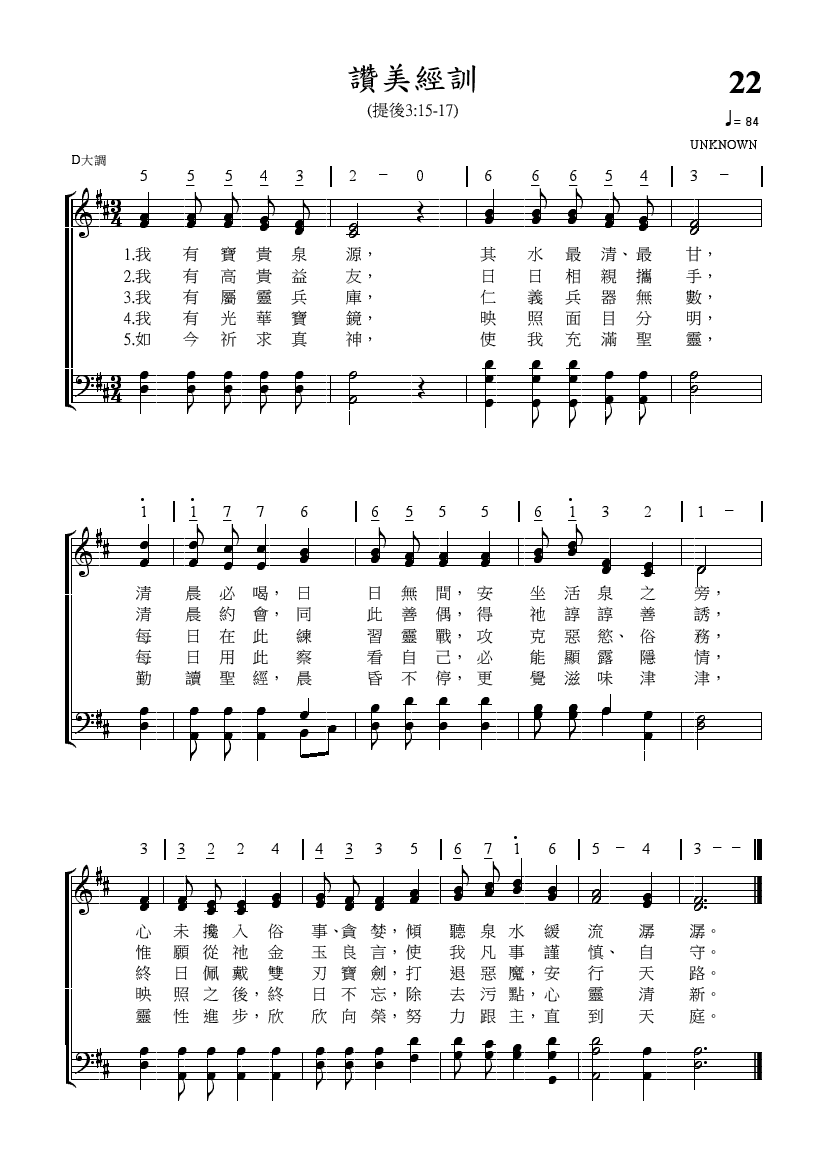 讚美經訓
22
(提後3:15-17)
♩= 84
UNKNOWN
D大調
5 5 5 4 3 | 2 – 0 | 6 6 6 5 4 | 3 – |
1.我有寶貴泉源，其水最清、最甘，
2.我有高貴益友，日日相親攜手，
3.我有屬靈兵庫，仁義兵器無數，
4.我有光華寶鏡，映照面目分明，
5.如今祈求真神，使我充滿聖靈，
1 | 1 7 7 6 | 6 5 5 5 | 6 1 3 2 | 1 – |
清晨必喝，日日無間，安坐活泉之旁，
清晨約會，同此善偶，得祂諄諄善誘，
每日在此練習靈戰，攻克惡慾、俗務，
每日用此察看自己，必能顯露隱情，
勤讀聖經，晨昏不停，更覺滋味津津，
3 | 3 2 2 4 | 4 3 3 5 | 6 7 1 6 | 5 – 4 | 3 – – |
心未攙入俗事、貪婪，傾聽泉水緩流潺潺。
惟願從祂金玉良言，使我凡事謹慎、自守。
終日佩戴雙刃寶劍，打退惡魔，安行天路。
映照之後，終日不忘，除去污點，心靈清新。
靈性進步，欣欣向榮，努力跟主，直到天庭。